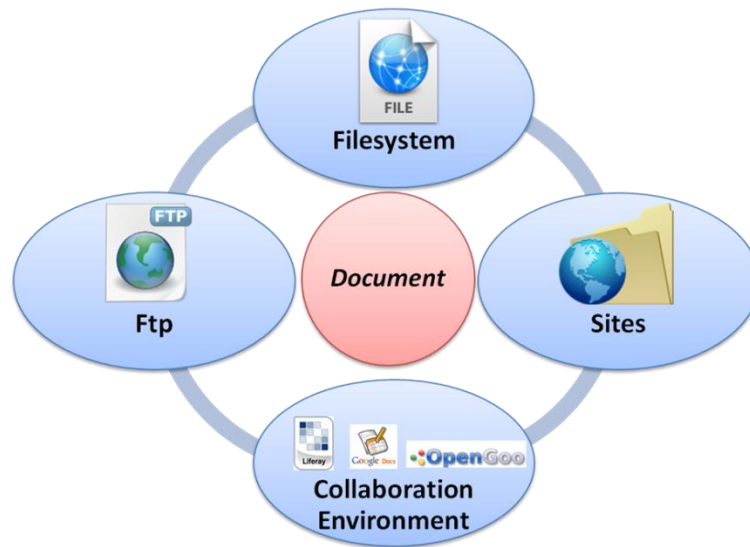 FILE
Filesystem
FTP
Ftp
Document
Sites
Liferay
Google Docs
OpenGoo
Collaboration
Environment